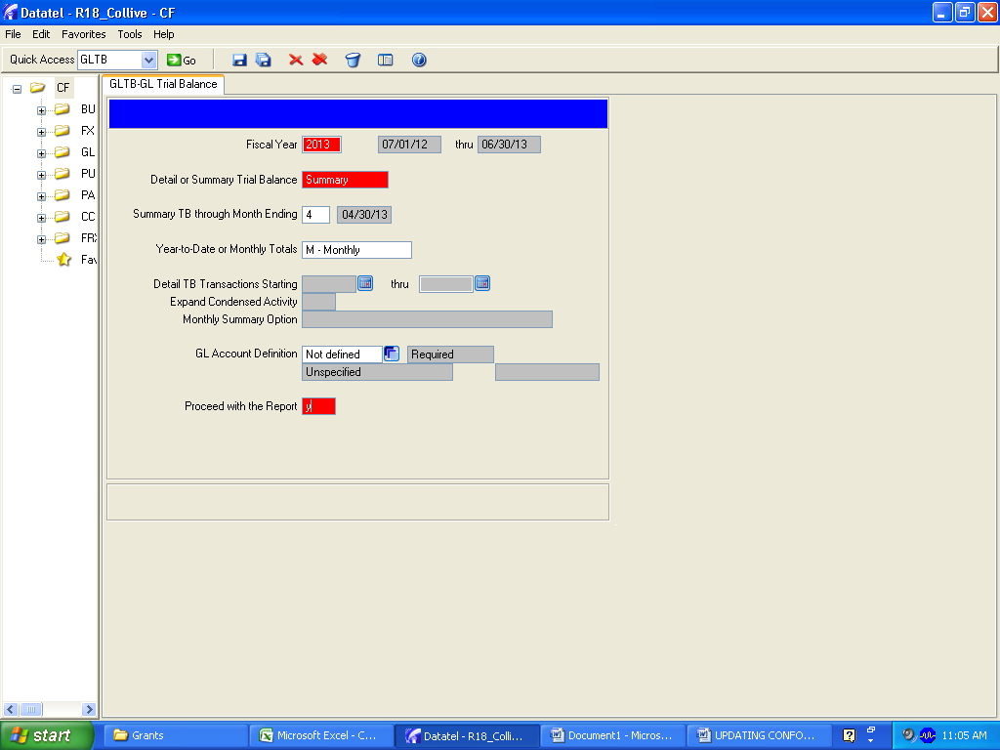 Datatel - R18_Collive - CF
File Edit Favorites Tools Help
Quick Access GLTB Go
CF
BU
FX
GL
PU
PA
CC
FRX
Fav
GLTB-GL Trial Balance
Fiscal Year 2013 07/01/12 thru 06/30/13
Detail or Summary Trial Balance Summary
Summary TB through Month Ending 4 04/30/13
Year-to-Date or Monthly Totals M - Monthly
Detail TB Transactions Starting thru
Expand Condensed Activity
Monthly Summary Option
GL Account Definition Not defined Required
Unspecified
Proceed with the Report y
start Grants Microsoft Excel - C... Datatel - R18_Colli... Document1 - Micros... UPDATING CONFO... 11:05 AM